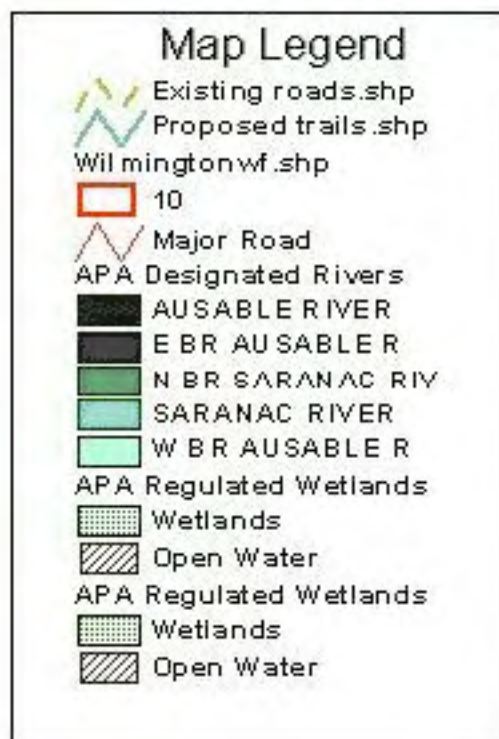 Map Legend
Existing roads.shp
Proposed trails.shp
Wilmingtonwf.shp
10
Major Road
APA Designated Rivers
AUSABLE RIVER
E BR AUSABLE R
N BR SARANAC RIV
SARANAC RIVER
W BR AUSABLE R
APA Regulated Wetlands
Wetlands
Open Water
APA Regulated Wetlands
Wetlands
Open Water